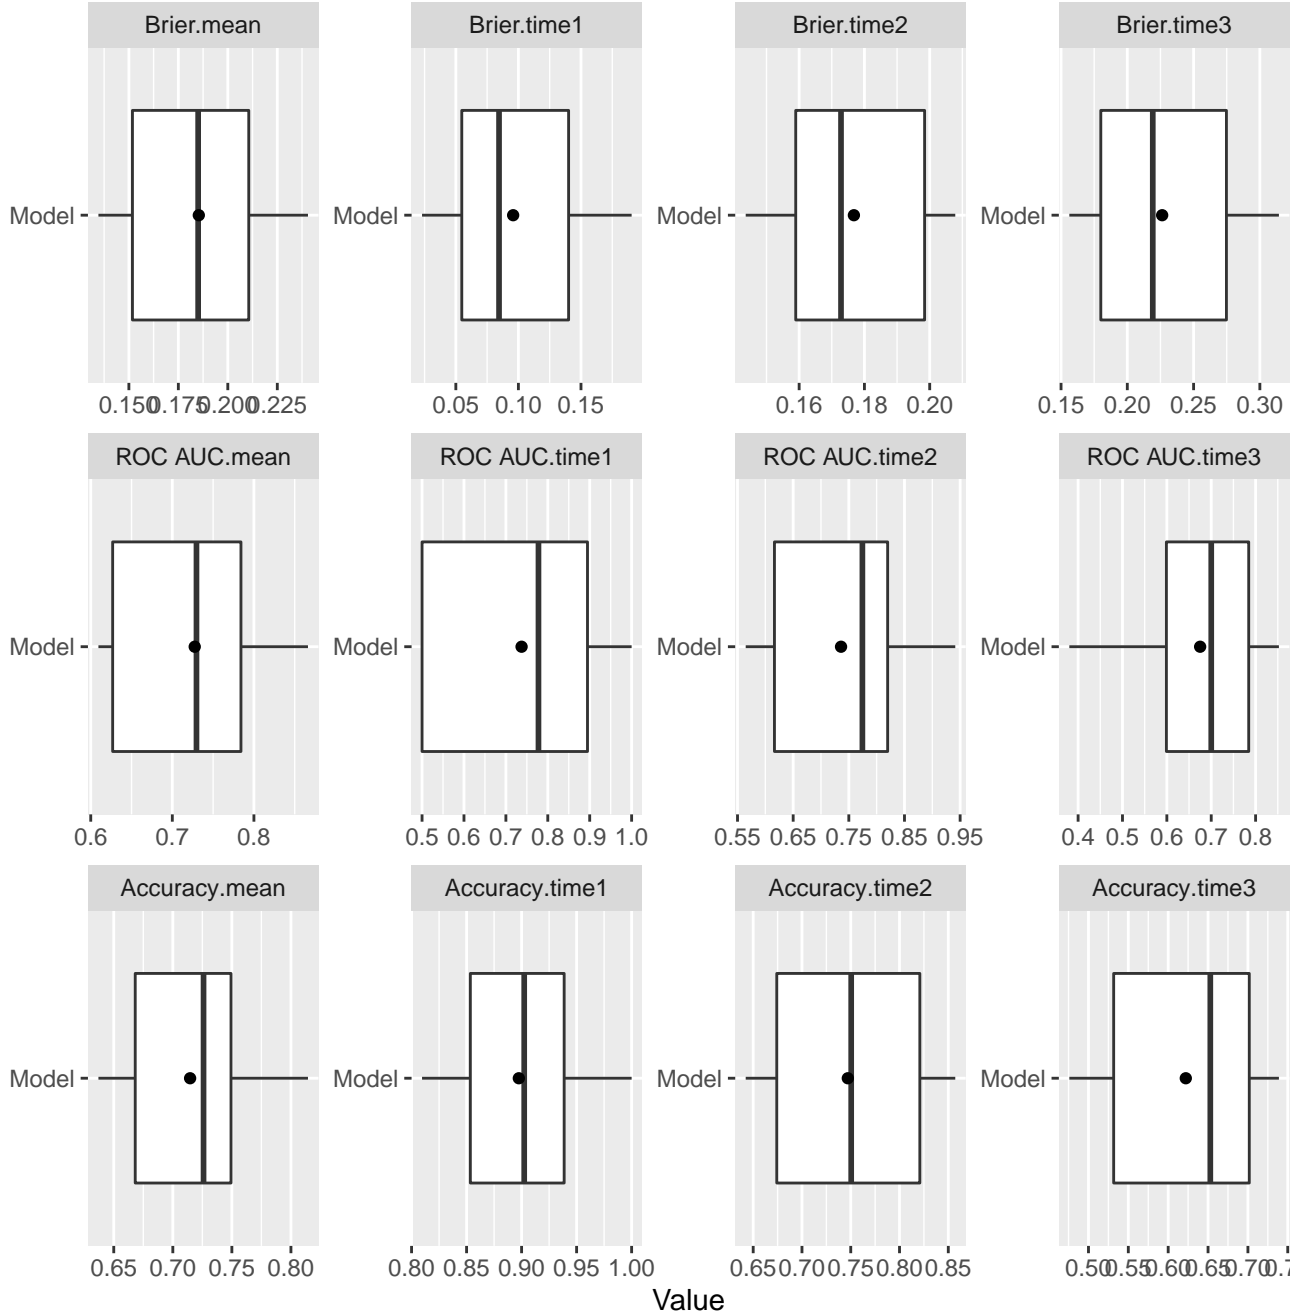 Brier.mean Brier.time1 Brier.time2 Brier.time3
Model Model Model Model
0.150 0.175 0.200 0.225 0.05 0.10 0.15 0.16 0.18 0.20 0.15 0.20 0.25 0.30
ROC AUC.mean ROC AUC.time1 ROC AUC.time2 ROC AUC.time3
Model Model Model Model
0.6 0.7 0.8 0.5 0.6 0.7 0.8 0.9 1.0 0.55 0.65 0.75 0.85 0.95 0.4 0.5 0.6 0.7 0.8
Accuracy.mean Accuracy.time1 Accuracy.time2 Accuracy.time3
Model Model Model Model
0.65 0.70 0.75 0.80 0.80 0.85 0.90 0.95 1.00 0.65 0.70 0.75 0.80 0.85 0.50 0.55 0.60 0.65 0.70
Value